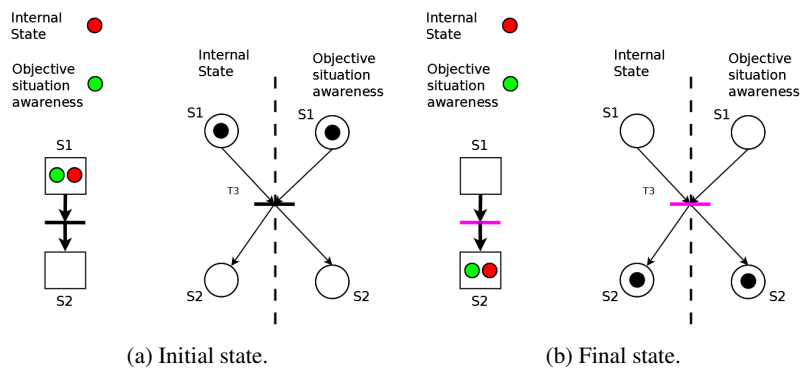 Internal
State
Objective
situation
awareness
S1
S2
Internal
State
Objective
situation
awareness
S1
S1
T3
S2
S2
(a) Initial state.
Internal
State
Objective
situation
awareness
S1
S2
Internal
State
Objective
situation
awareness
S1
S1
T3
S2
S2
(b) Final state.